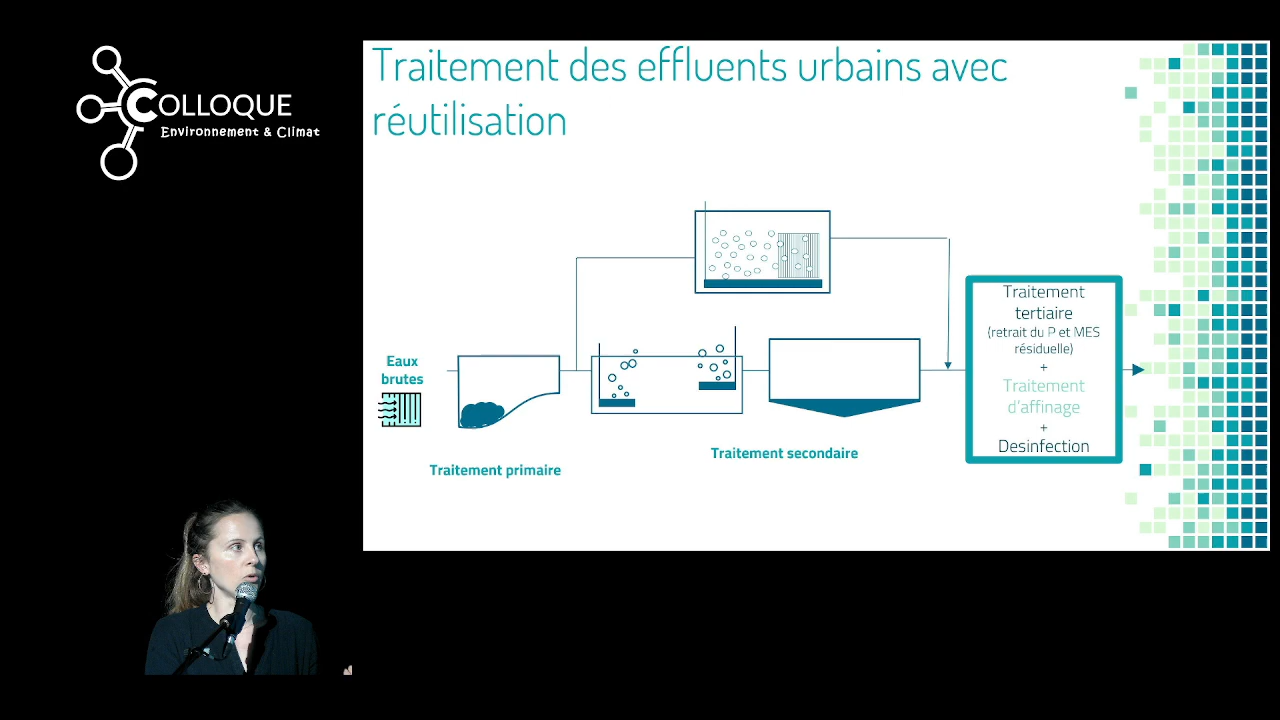 COLLOQUE
Environnement & Climat
Traitement des effluents urbains avec
réutilisation
Eaux
brutes
Traitement primaire
Traitement secondaire
Traitement
tertiaire
(retrait du P et MES
résiduelle)
+
Traitement
d'affinage
+
Desinfection